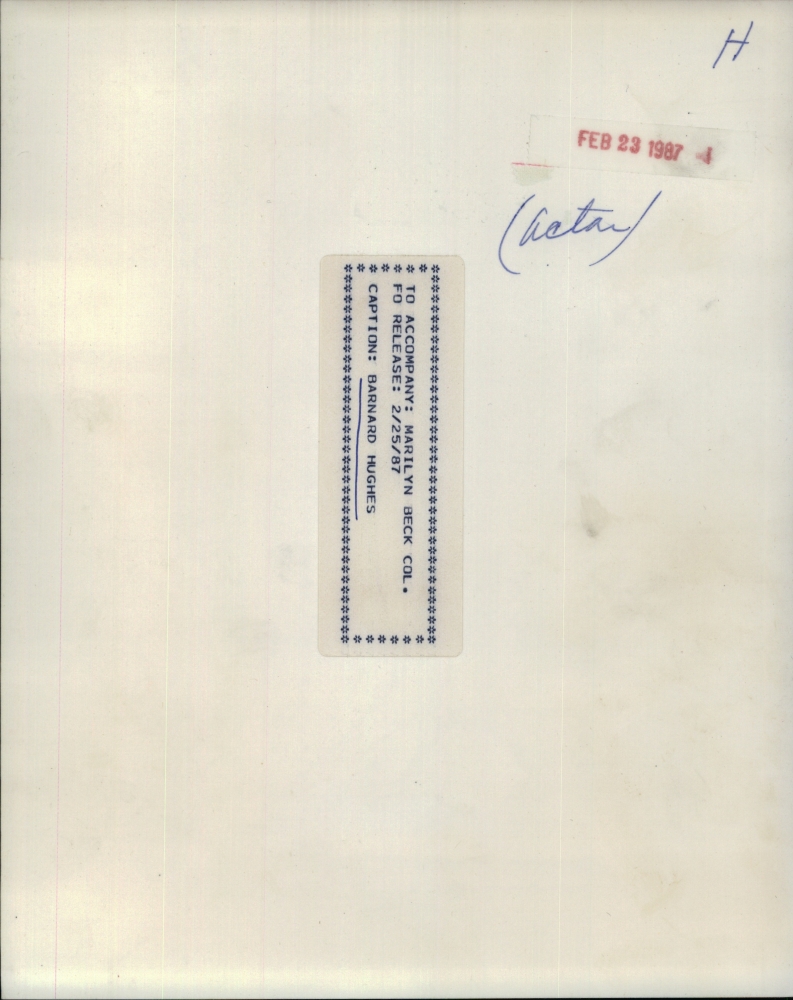 H
FEB 23 1987
(actor)
************************************
*
* TO ACCOMPANY: MARILYN BECK COL. *
* FO RELEASE: 2/25/87 *
*
* CAPTION: BARNARD HUGHES *
*
************************************